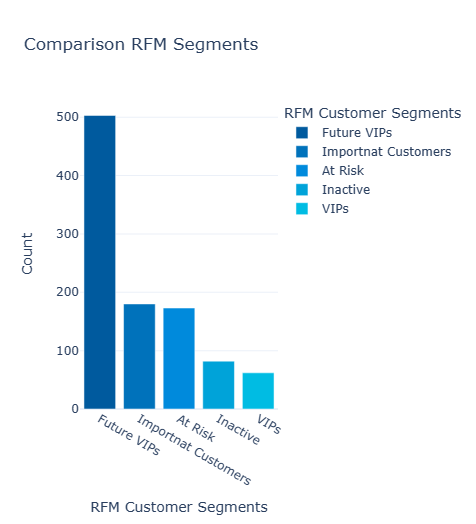 Comparison RFM Segments
RFM Customer Segments
Future VIPs
Importnat Customers
At Risk
Inactive
VIPs
500
400
300
200
100
0
Count
Future VIPs
Importnat Customers
At Risk
Inactive
VIPs
RFM Customer Segments